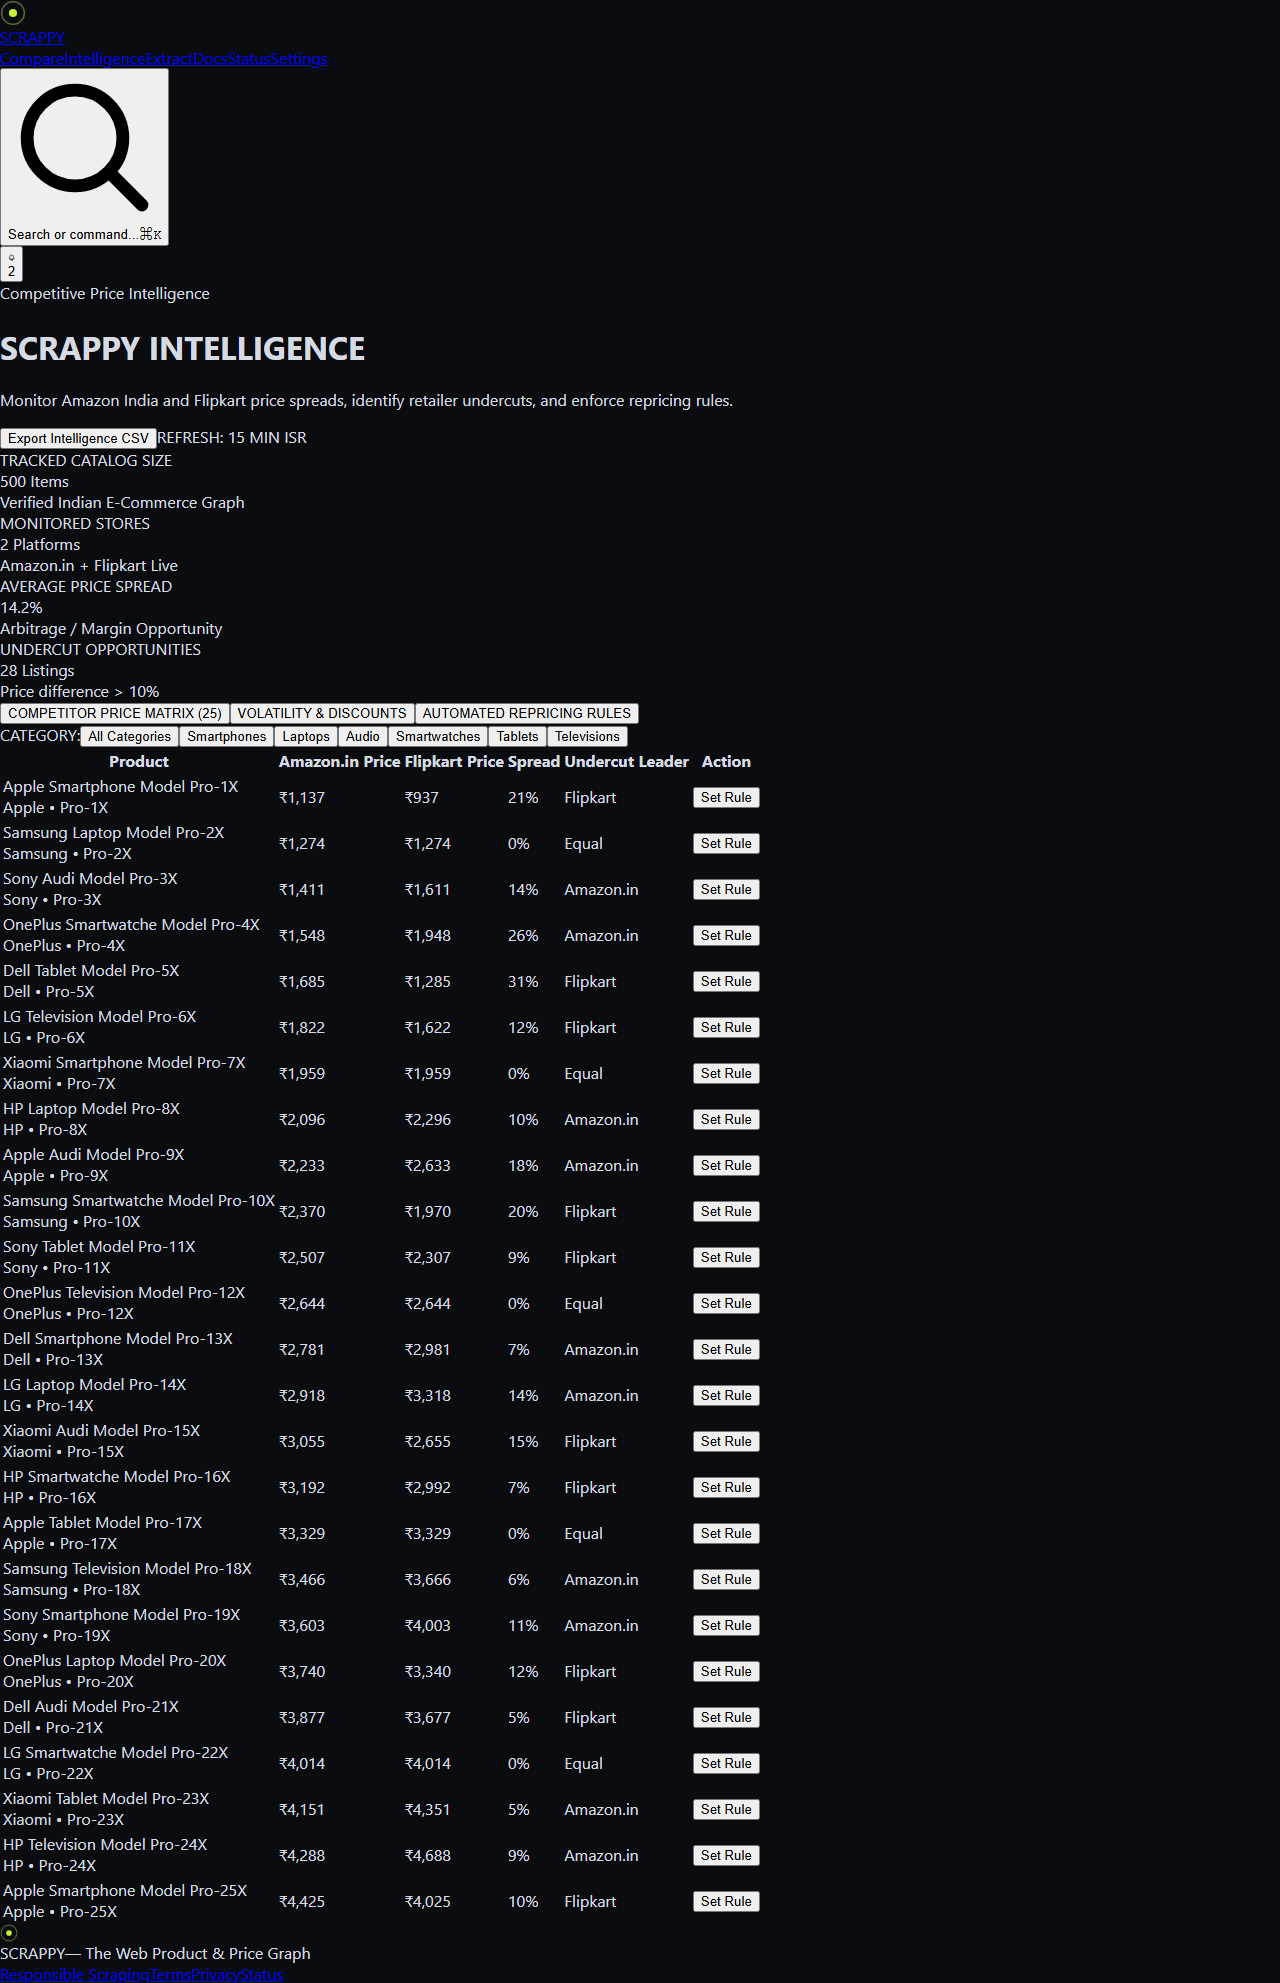 SCRAPPY
CompareIntelligenceExtractDocsStatusSettings
Search or command...⌘K
2
Competitive Price Intelligence
SCRAPPY INTELLIGENCE
Monitor Amazon India and Flipkart price spreads, identify retailer undercuts, and enforce repricing rules.
Export Intelligence CSV REFRESH: 15 MIN ISR
TRACKED CATALOG SIZE
500 Items
Verified Indian E-Commerce Graph
MONITORED STORES
2 Platforms
Amazon.in + Flipkart Live
AVERAGE PRICE SPREAD
14.2%
Arbitrage / Margin Opportunity
UNDERCUT OPPORTUNITIES
28 Listings
Price difference > 10%
COMPETITOR PRICE MATRIX (25) VOLATILITY & DISCOUNTS AUTOMATED REPRICING RULES
CATEGORY: All Categories Smartphones Laptops Audio Smartwatches Tablets Televisions
Product Amazon.in Price Flipkart Price Spread Undercut Leader Action
Apple Smartphone Model Pro-1X
Apple • Pro-1X ₹1,137 ₹937 21% Flipkart Set Rule
Samsung Laptop Model Pro-2X
Samsung • Pro-2X ₹1,274 ₹1,274 0% Equal Set Rule
Sony Audi Model Pro-3X
Sony • Pro-3X ₹1,411 ₹1,611 14% Amazon.in Set Rule
OnePlus Smartwatche Model Pro-4X
OnePlus • Pro-4X ₹1,548 ₹1,948 26% Amazon.in Set Rule
Dell Tablet Model Pro-5X
Dell • Pro-5X ₹1,685 ₹1,285 31% Flipkart Set Rule
LG Television Model Pro-6X
LG • Pro-6X ₹1,822 ₹1,622 12% Flipkart Set Rule
Xiaomi Smartphone Model Pro-7X
Xiaomi • Pro-7X ₹1,959 ₹1,959 0% Equal Set Rule
HP Laptop Model Pro-8X
HP • Pro-8X ₹2,096 ₹2,296 10% Amazon.in Set Rule
Apple Audi Model Pro-9X
Apple • Pro-9X ₹2,233 ₹2,633 18% Amazon.in Set Rule
Samsung Smartwatche Model Pro-10X
Samsung • Pro-10X ₹2,370 ₹1,970 20% Flipkart Set Rule
Sony Tablet Model Pro-11X
Sony • Pro-11X ₹2,507 ₹2,307 9% Flipkart Set Rule
OnePlus Television Model Pro-12X
OnePlus • Pro-12X ₹2,644 ₹2,644 0% Equal Set Rule
Dell Smartphone Model Pro-13X
Dell • Pro-13X ₹2,781 ₹2,981 7% Amazon.in Set Rule
LG Laptop Model Pro-14X
LG • Pro-14X ₹2,918 ₹3,318 14% Amazon.in Set Rule
Xiaomi Audi Model Pro-15X
Xiaomi • Pro-15X ₹3,055 ₹2,655 15% Flipkart Set Rule
HP Smartwatche Model Pro-16X
HP • Pro-16X ₹3,192 ₹2,992 7% Flipkart Set Rule
Apple Tablet Model Pro-17X
Apple • Pro-17X ₹3,329 ₹3,329 0% Equal Set Rule
Samsung Television Model Pro-18X
Samsung • Pro-18X ₹3,466 ₹3,666 6% Amazon.in Set Rule
Sony Smartphone Model Pro-19X
Sony • Pro-19X ₹3,603 ₹4,003 11% Amazon.in Set Rule
OnePlus Laptop Model Pro-20X
OnePlus • Pro-20X ₹3,740 ₹3,340 12% Flipkart Set Rule
Dell Audi Model Pro-21X
Dell • Pro-21X ₹3,877 ₹3,677 5% Flipkart Set Rule
LG Smartwatche Model Pro-22X
LG • Pro-22X ₹4,014 ₹4,014 0% Equal Set Rule
Xiaomi Tablet Model Pro-23X
Xiaomi • Pro-23X ₹4,151 ₹4,351 5% Amazon.in Set Rule
HP Television Model Pro-24X
HP • Pro-24X ₹4,288 ₹4,688 9% Amazon.in Set Rule
Apple Smartphone Model Pro-25X
Apple • Pro-25X ₹4,425 ₹4,025 10% Flipkart Set Rule
SCRAPPY— The Web Product & Price Graph
Responsible ScrapingTermsPrivacyStatus